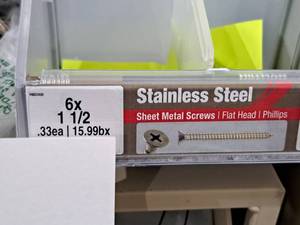 6x
1 1/2
.33ea | 15.99bx
Stainless Steel
Sheet Metal Screws | Flat Head | Phillips